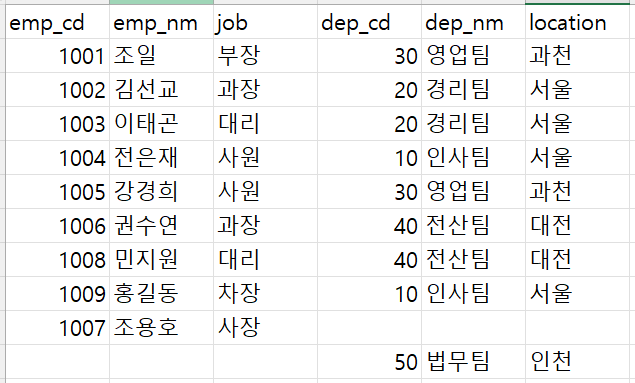 emp_cd emp_nm job dep_cd dep_nm location
1001 조일 부장 30 영업팀 과천
1002 김선교 과장 20 경리팀 서울
1003 이태곤 대리 20 경리팀 서울
1004 전은재 사원 10 인사팀 서울
1005 강경희 사원 30 영업팀 과천
1006 권수연 과장 40 전산팀 대전
1008 민지원 대리 40 전산팀 대전
1009 홍길동 차장 10 인사팀 서울
1007 조용호 사장
50 법무팀 인천